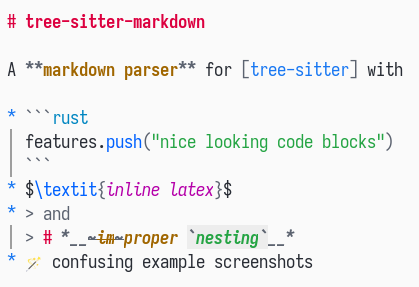 # tree-sitter-markdown
A **markdown parser** for [tree-sitter] with
* ```rust
features.push("nice looking code blocks")
```
* $\textit{inline latex}$
* > and
> # *__~im~proper `nesting`__*
* 🪄 confusing example screenshots